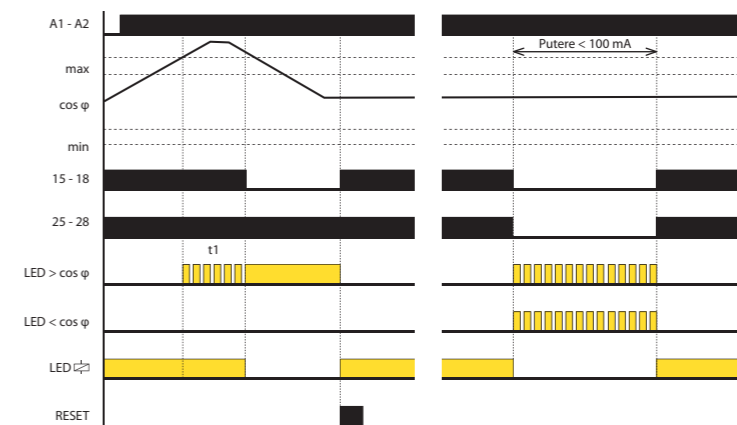 A1 - A2
Putere < 100 mA
max
cos φ
min
15 - 18
25 - 28
t1
LED > cos φ
LED < cos φ
LED
RESET